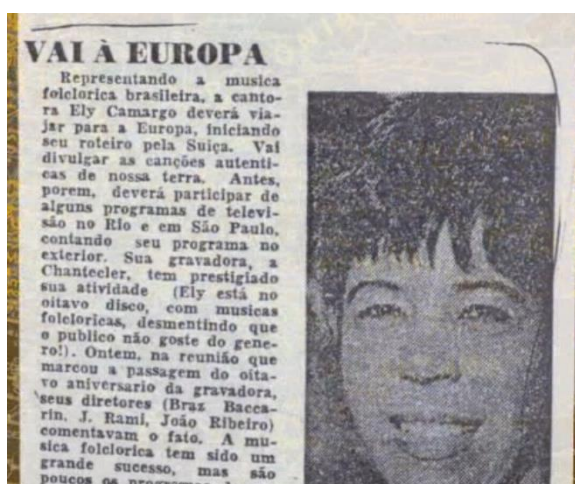 VAI À EUROPA
Representando a musica
folclorica brasileira, a canto-
ra Ely Camargo deverá via-
jar para a Europa, iniciando
seu roteiro pela Suiça. Vai
divulgar as canções autenti-
cas de nossa terra. Antes,
porem, deverá participar de
alguns programas de televi-
são no Rio e em São Paulo,
contando seu programa no
exterior. Sua gravadora, a
Chantecler, tem prestigiado
sua atividade (Ely está no
oitavo disco, com musicas
folcloricas, desmentindo que
o publico não goste do gene-
ro!). Ontem, na reunião que
marcou a passagem do oita-
vo aniversario da gravadora,
seus diretores (Braz Bacca-
rin, J. Rami, João Ribeiro)
comentavam o fato. A mu-
sica folclorica tem sido um
grande sucesso, mas são
poucos os programas